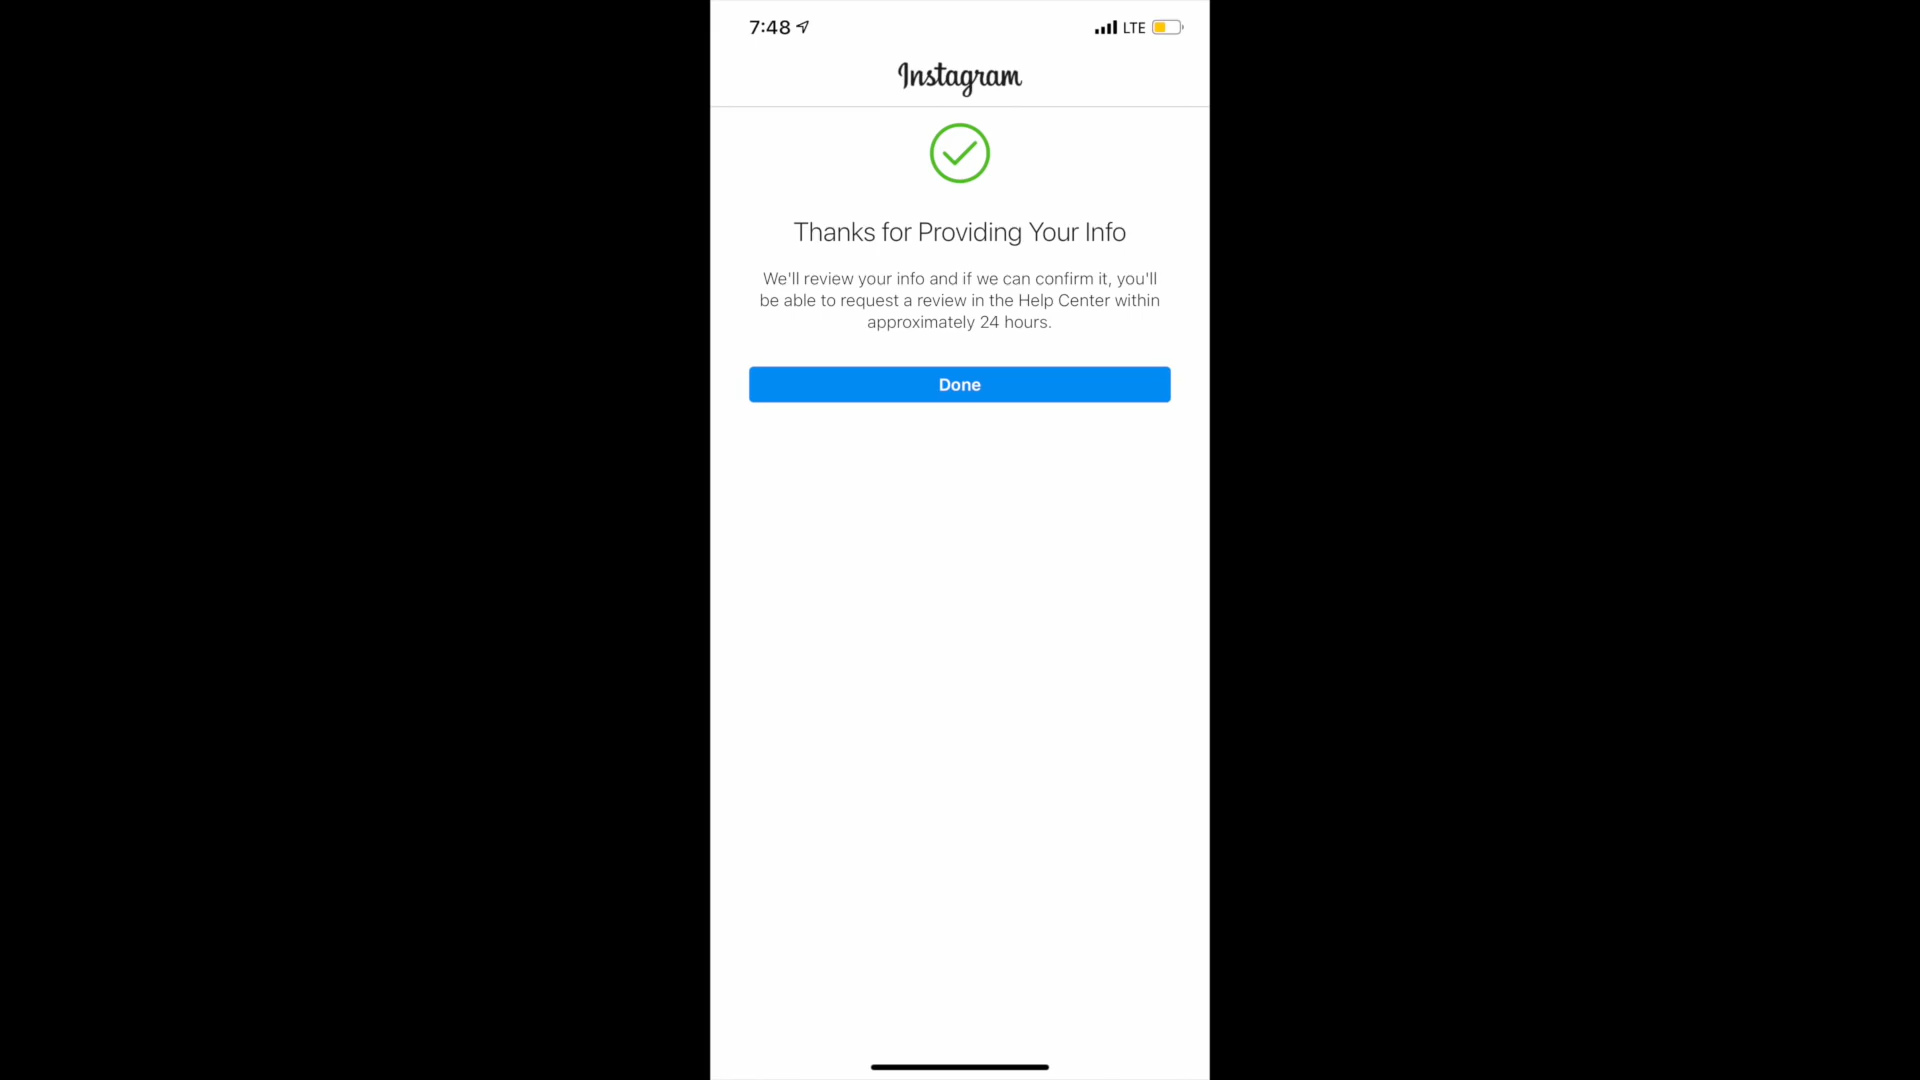 7:48
LTE
Instagram
Thanks for Providing Your Info
We'll review your info and if we can confirm it, you'll
be able to request a review in the Help Center within
approximately 24 hours.
Done